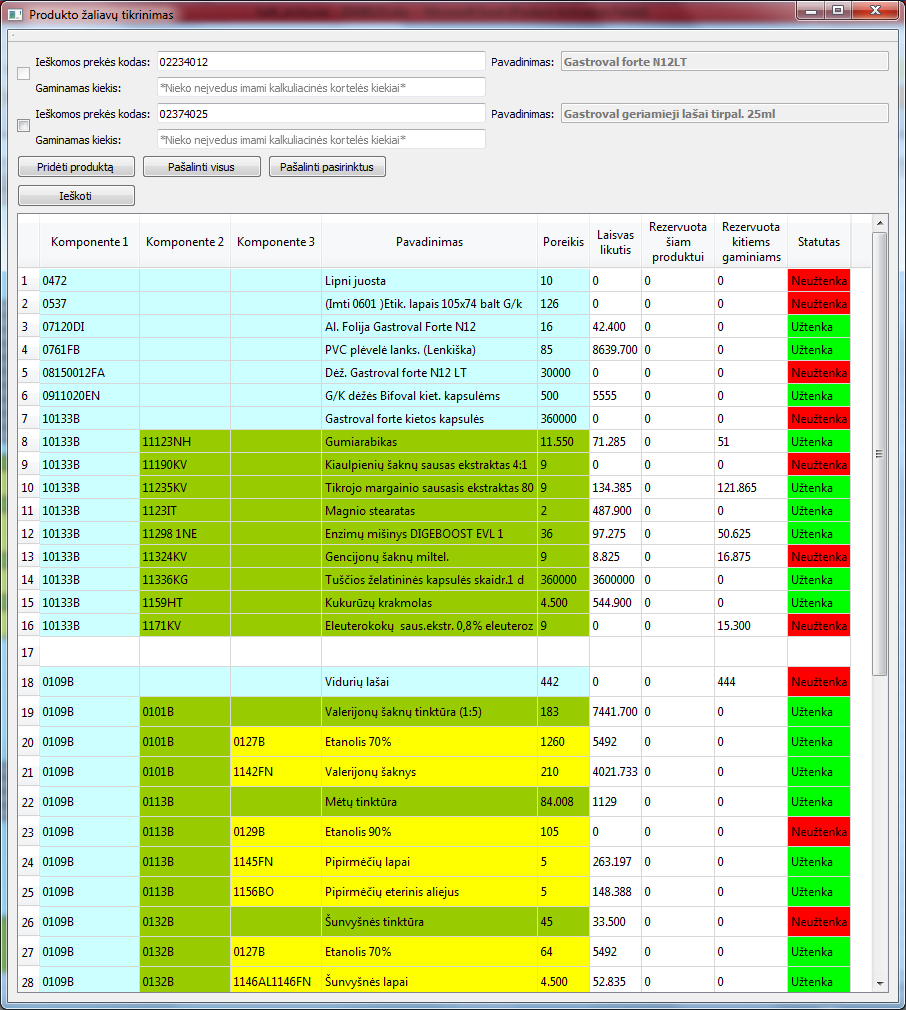 Produkto žaliavų tikrinimas
Ieškomos prekės kodas: 02234012 Pavadinimas: Gastroval forte N12LT
Gaminamas kiekis: *Nieko neįvedus imami kalkuliacinės kortelės kiekiai*
Ieškomos prekės kodas: 02374025 Pavadinimas: Gastroval geriamieji lašai tirpal. 25ml
Gaminamas kiekis: *Nieko neįvedus imami kalkuliacinės kortelės kiekiai*
Pridėti produktą Pašalinti visus Pašalinti pasirinktus
Ieškoti
Komponente 1 Komponente 2 Komponente 3 Pavadinimas Poreikis Laisvas likutis Rezervuota šiam produktui Rezervuota kitiems gaminiams Statutas
1 0472 Lipni juosta 10 0 0 0 Neužtenka
2 0537 (Imti 0601 )Etik. lapais 105x74 balt G/k 126 0 0 0 Neužtenka
3 07120DI Al. Folija Gastroval Forte N12 16 42.400 0 0 Užtenka
4 0761FB PVC plėvelė lanks. (Lenkiška) 85 8639.700 0 0 Užtenka
5 08150012FA Dėž. Gastroval forte N12 LT 30000 0 0 0 Neužtenka
6 0911020EN G/K dėžės Bifoval kiet. kapsulėms 500 5555 0 0 Užtenka
7 10133B Gastroval forte kietos kapsulės 360000 0 0 0 Neužtenka
8 10133B 11123NH Gumiarabikas 11.550 71.285 0 51 Užtenka
9 10133B 11190KV Kiaulpienių šaknų sausas ekstraktas 4:1 9 0 0 0 Neužtenka
10 10133B 11235KV Tikrojo margainio sausasis ekstraktas 80 9 134.385 0 121.865 Užtenka
11 10133B 1123IT Magnio stearatas 2 487.900 0 0 Užtenka
12 10133B 11298 1NE Enzimų mišinys DIGEBOOST EVL 1 36 97.275 0 50.625 Užtenka
13 10133B 11324KV Gencijonų šaknų miltel. 9 8.825 0 16.875 Neužtenka
14 10133B 11336KG Tuščios želatininės kapsulės skaidr.1 d 360000 3600000 0 0 Užtenka
15 10133B 1159HT Kukurūzų krakmolas 4.500 544.900 0 0 Užtenka
16 10133B 1171KV Eleuterokokų saus.ekstr. 0,8% eleuteroz 9 0 0 15.300 Neužtenka
17
18 0109B Vidurių lašai 442 0 0 444 Neužtenka
19 0109B 0101B Valerijonų šaknų tinktūra (1:5) 183 7441.700 0 0 Užtenka
20 0109B 0101B 0127B Etanolis 70% 1260 5492 0 0 Užtenka
21 0109B 0101B 1142FN Valerijonų šaknys 210 4021.733 0 0 Užtenka
22 0109B 0113B Mėtų tinktūra 84.008 1129 0 0 Užtenka
23 0109B 0113B 0129B Etanolis 90% 105 0 0 0 Neužtenka
24 0109B 0113B 1145FN Pipirmėčių lapai 5 263.197 0 0 Užtenka
25 0109B 0113B 1156BO Pipirmėčių eterinis aliejus 5 148.388 0 0 Užtenka
26 0109B 0132B Šunvyšnės tinktūra 45 33.500 0 0 Neužtenka
27 0109B 0132B 0127B Etanolis 70% 64 5492 0 0 Užtenka
28 0109B 0132B 1146AL1146FN Šunvyšnės lapai 4.500 52.835 0 0 Užtenka